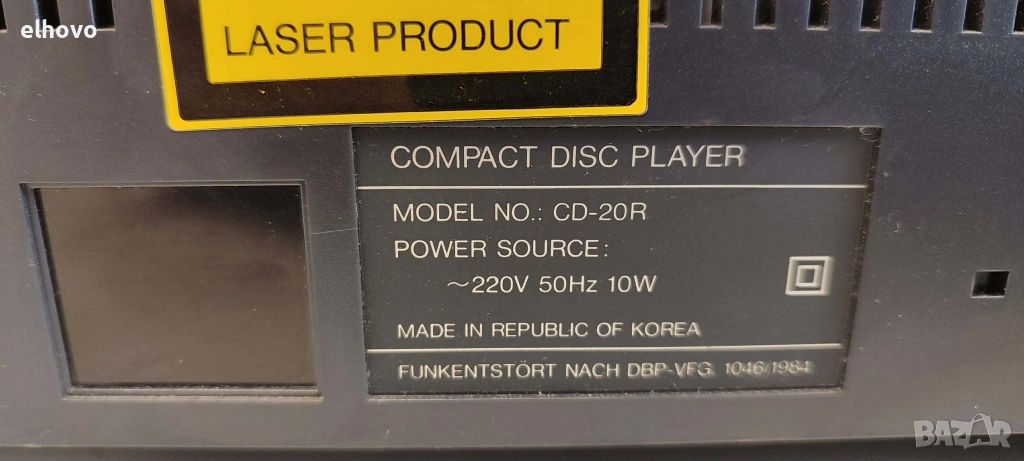 elhovo
LASER PRODUCT
COMPACT DISC PLAYER
MODEL NO.: CD-20R
POWER SOURCE:
~220V 50Hz 10W
MADE IN REPUBLIC OF KOREA
FUNKENTSTÖRT NACH DBP-VFG. 1046/1984
BAZAR